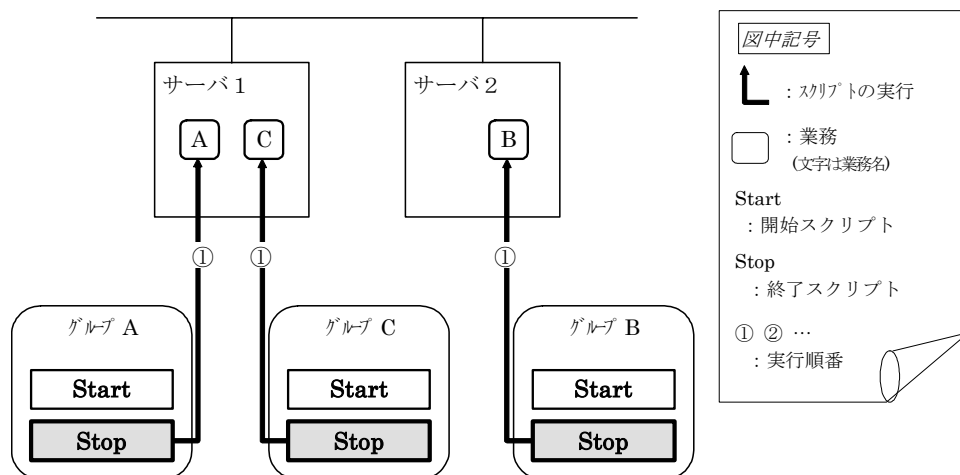 サーバ１
サーバ２
A
C
B
①
①
①
ｸﾞﾙｰﾌﾟ A
ｸﾞﾙｰﾌﾟ C
ｸﾞﾙｰﾌﾟ B
Start
Start
Start
Stop
Stop
Stop
図中記号
：ｽｸﾘﾌﾟﾄの実行
：業務
(文字は業務名)
Start
：開始スクリプト
Stop
：終了スクリプト
① ② …
：実行順番